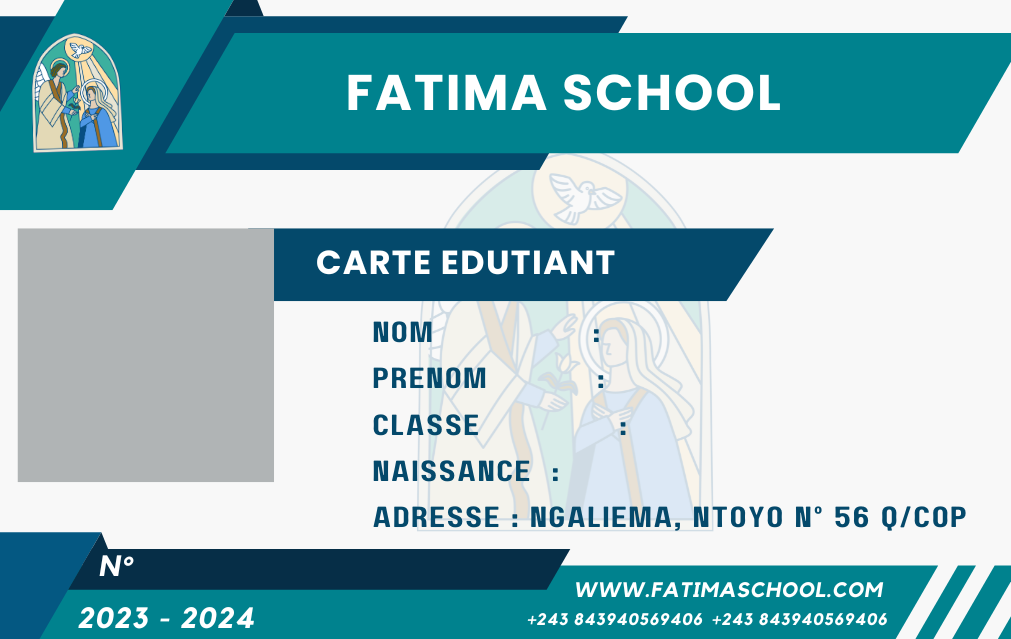 FATIMA SCHOOL
CARTE EDUTIANT
NOM :
PRENOM :
CLASSE :
NAISSANCE :
ADRESSE : NGALIEMA, NTOYO N° 56 Q/COP
N°
2023 - 2024
WWW.FATIMASCHOOL.COM
+243 843940569406 +243 843940569406